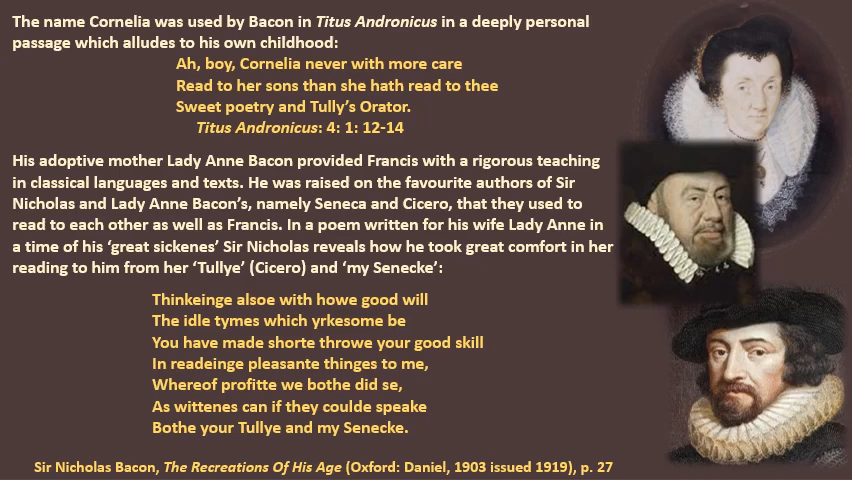 The name Cornelia was used by Bacon in Titus Andronicus in a deeply personal
passage which alludes to his own childhood:
Ah, boy, Cornelia never with more care
Read to her sons than she hath read to thee
Sweet poetry and Tully's Orator.
Titus Andronicus: 4: 1: 12-14
His adoptive mother Lady Anne Bacon provided Francis with a rigorous teaching
in classical languages and texts. He was raised on the favourite authors of Sir
Nicholas and Lady Anne Bacon's, namely Seneca and Cicero, that they used to
read to each other as well as Francis. In a poem written for his wife Lady Anne in
a time of his 'great sickenes' Sir Nicholas reveals how he took great comfort in her
reading to him from her 'Tullye' (Cicero) and 'my Senecke':
Thinkeinge alsoe with howe good will
The idle tymes which yrkesome be
You have made shorte throwe your good skill
In readeinge pleasante thinges to me,
Whereof profitte we bothe did se,
As wittenes can if they coulde speake
Bothe your Tullye and my Senecke.
Sir Nicholas Bacon, The Recreations Of His Age (Oxford: Daniel, 1903 issued 1919), p. 27